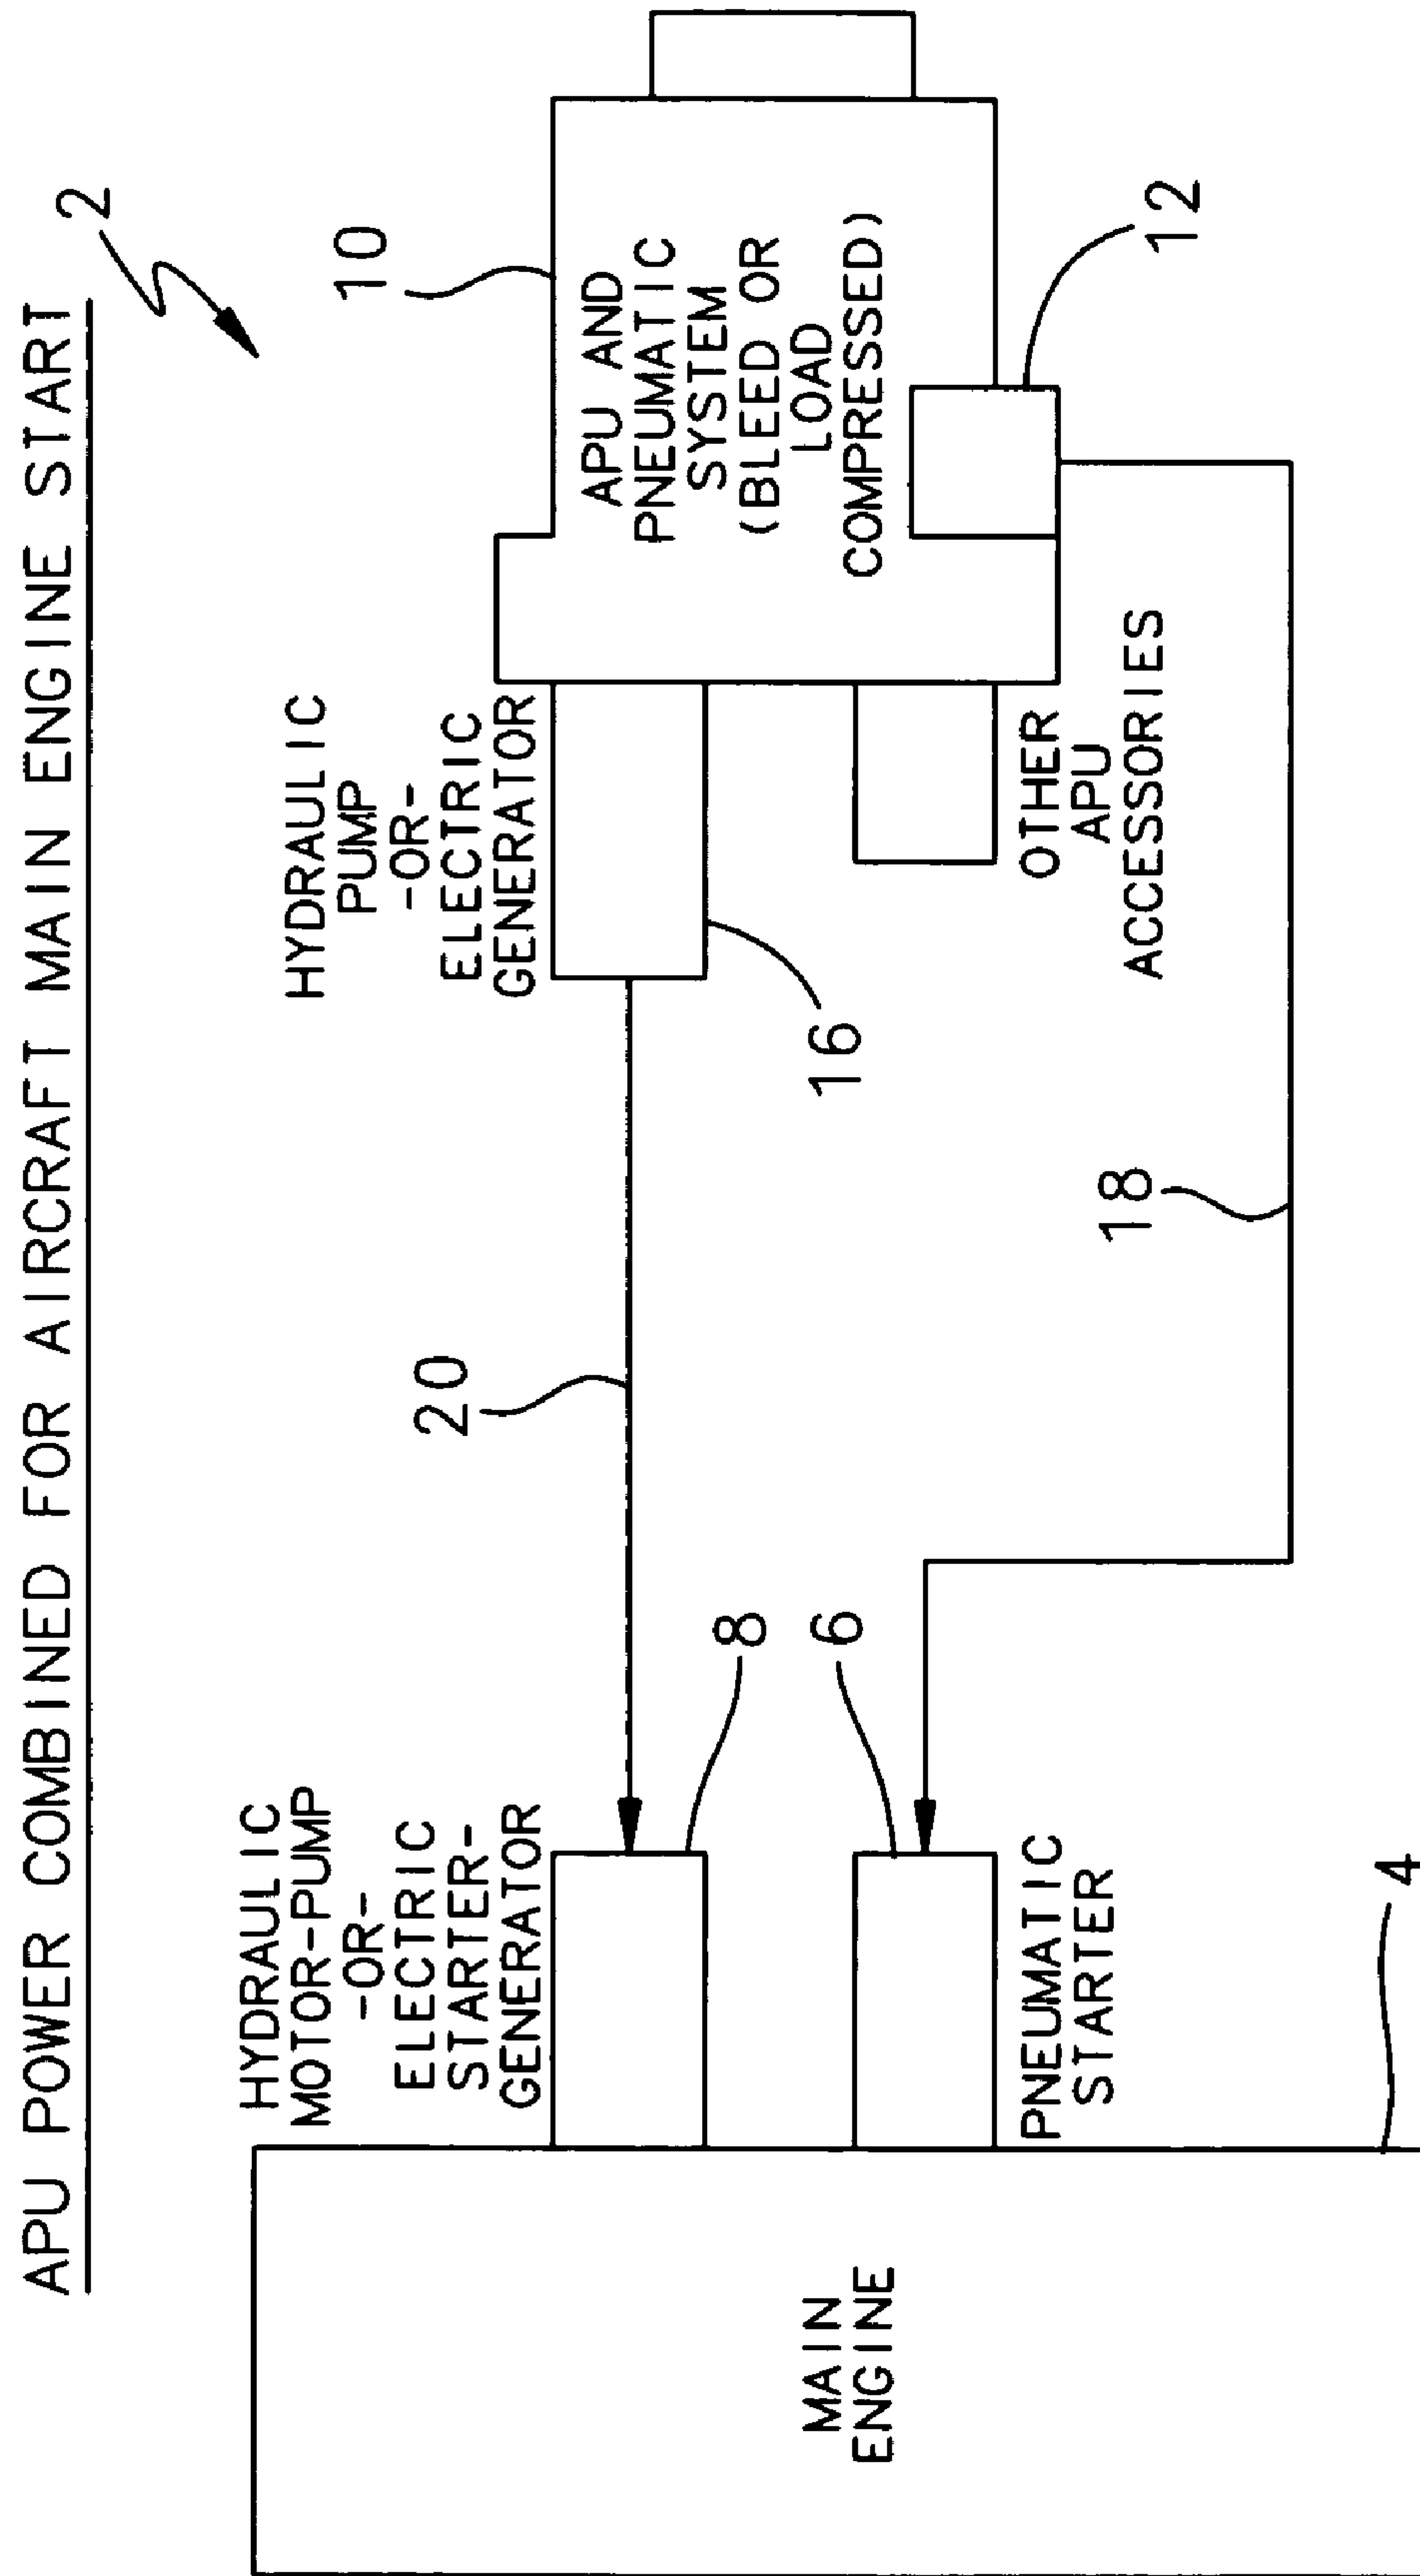 APU POWER COMBINED FOR AIRCRAFT MAIN ENGINE START
2
HYDRAULIC
MOTOR-PUMP
-OR-
ELECTRIC
STARTER-
GENERATOR
HYDRAULIC
PUMP
-OR-
ELECTRIC
GENERATOR
10
20
APU AND
PNEUMATIC
SYSTEM
(BLEED OR
LOAD
COMPRESSED)
8
6
16
MAIN
ENGINE
PNEUMATIC
STARTER
OTHER
APU
ACCESSORIES
12
18
4